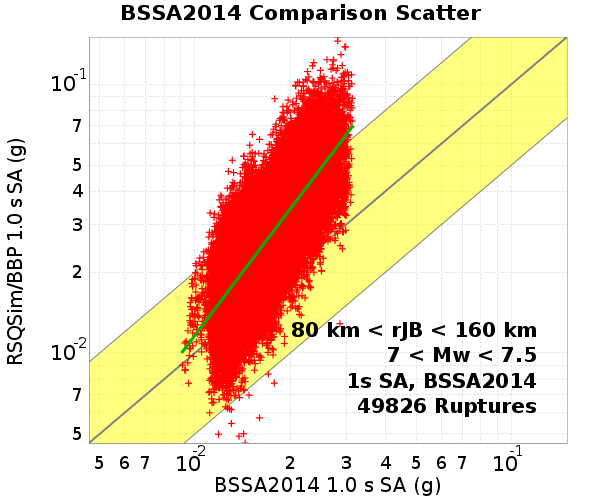 BSSA2014 Comparison Scatter
RSQSim/BBP 1.0 s SA (g)
10-1
7
5
4
3
2
10-2
7
5
80 km < rJB < 160 km
7 < Mw < 7.5
1s SA, BSSA2014
49826 Ruptures
5 6 7 10-2 2 3 4 5 6 7 10-1
BSSA2014 1.0 s SA (g)